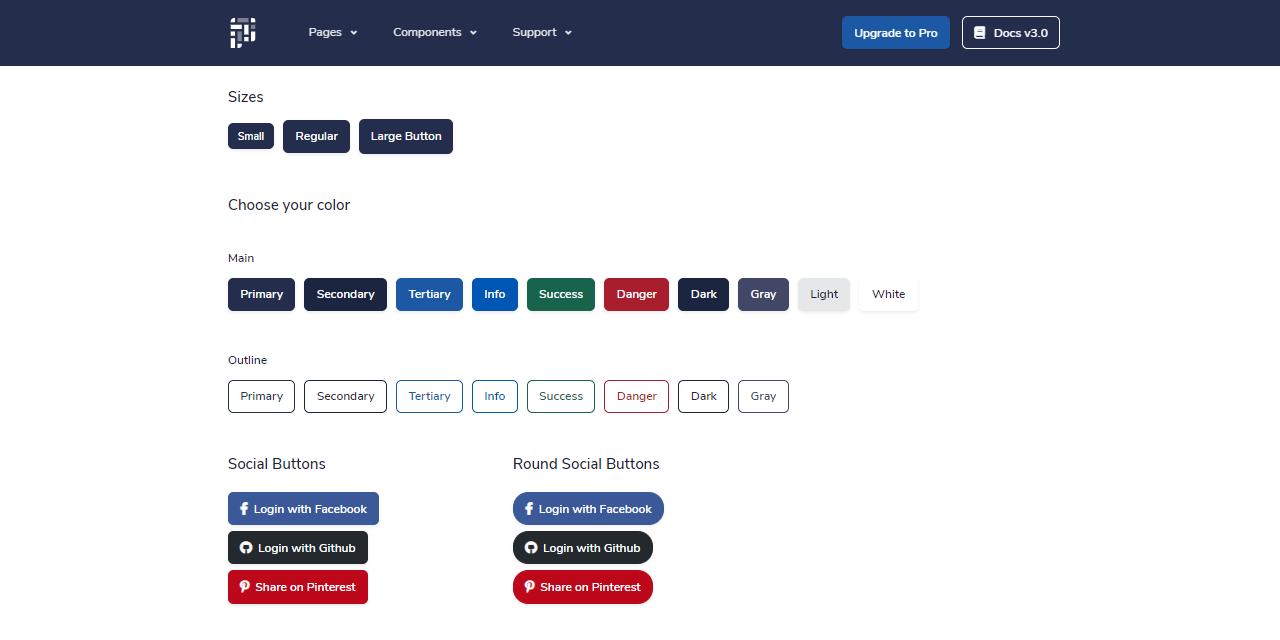 Pages Components Support Upgrade to Pro Docs v3.0
Sizes
Small Regular Large Button
Choose your color
Main
Primary Secondary Tertiary Info Success Danger Dark Gray Light White
Outline
Primary Secondary Tertiary Info Success Danger Dark Gray
Social Buttons Round Social Buttons
Login with Facebook Login with Facebook
Login with Github Login with Github
Share on Pinterest Share on Pinterest